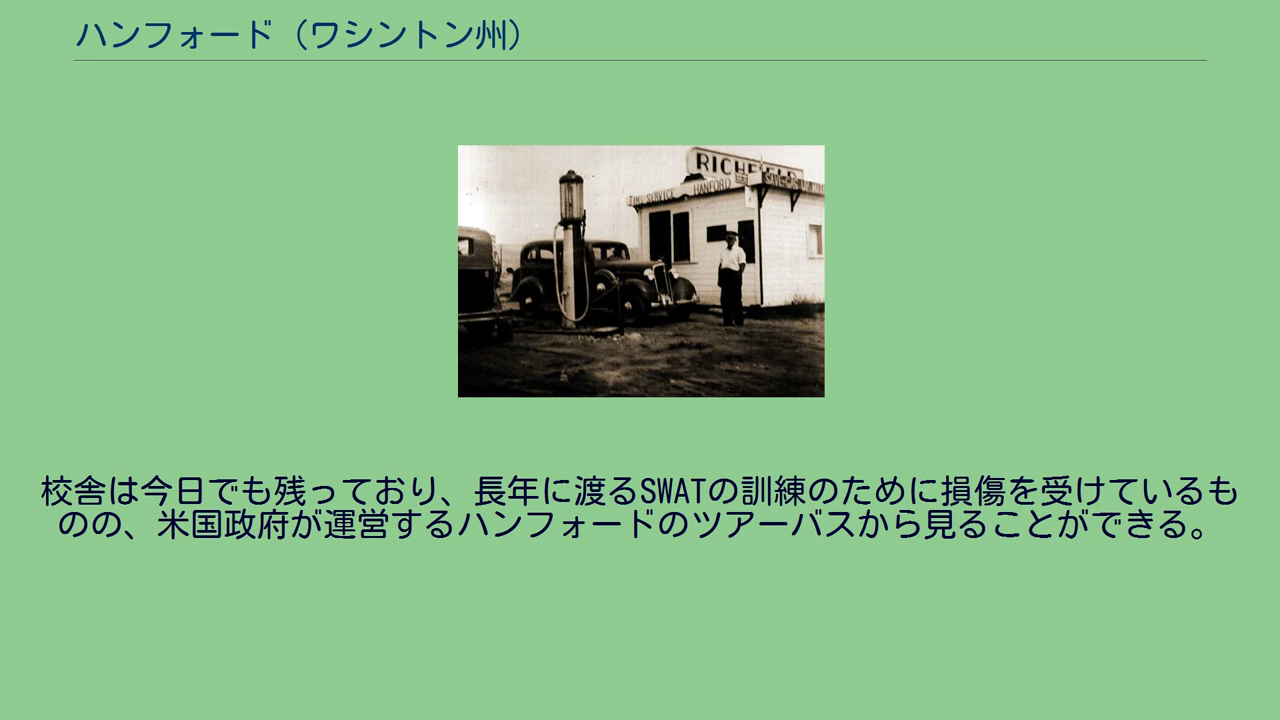 ハンフォード（ワシントン州）
RICHFIELD
HANFORD
校舎は今日でも残っており、長年に渡るSWATの訓練のために損傷を受けているも
のの、米国政府が運営するハンフォードのツアーバスから見ることができる。